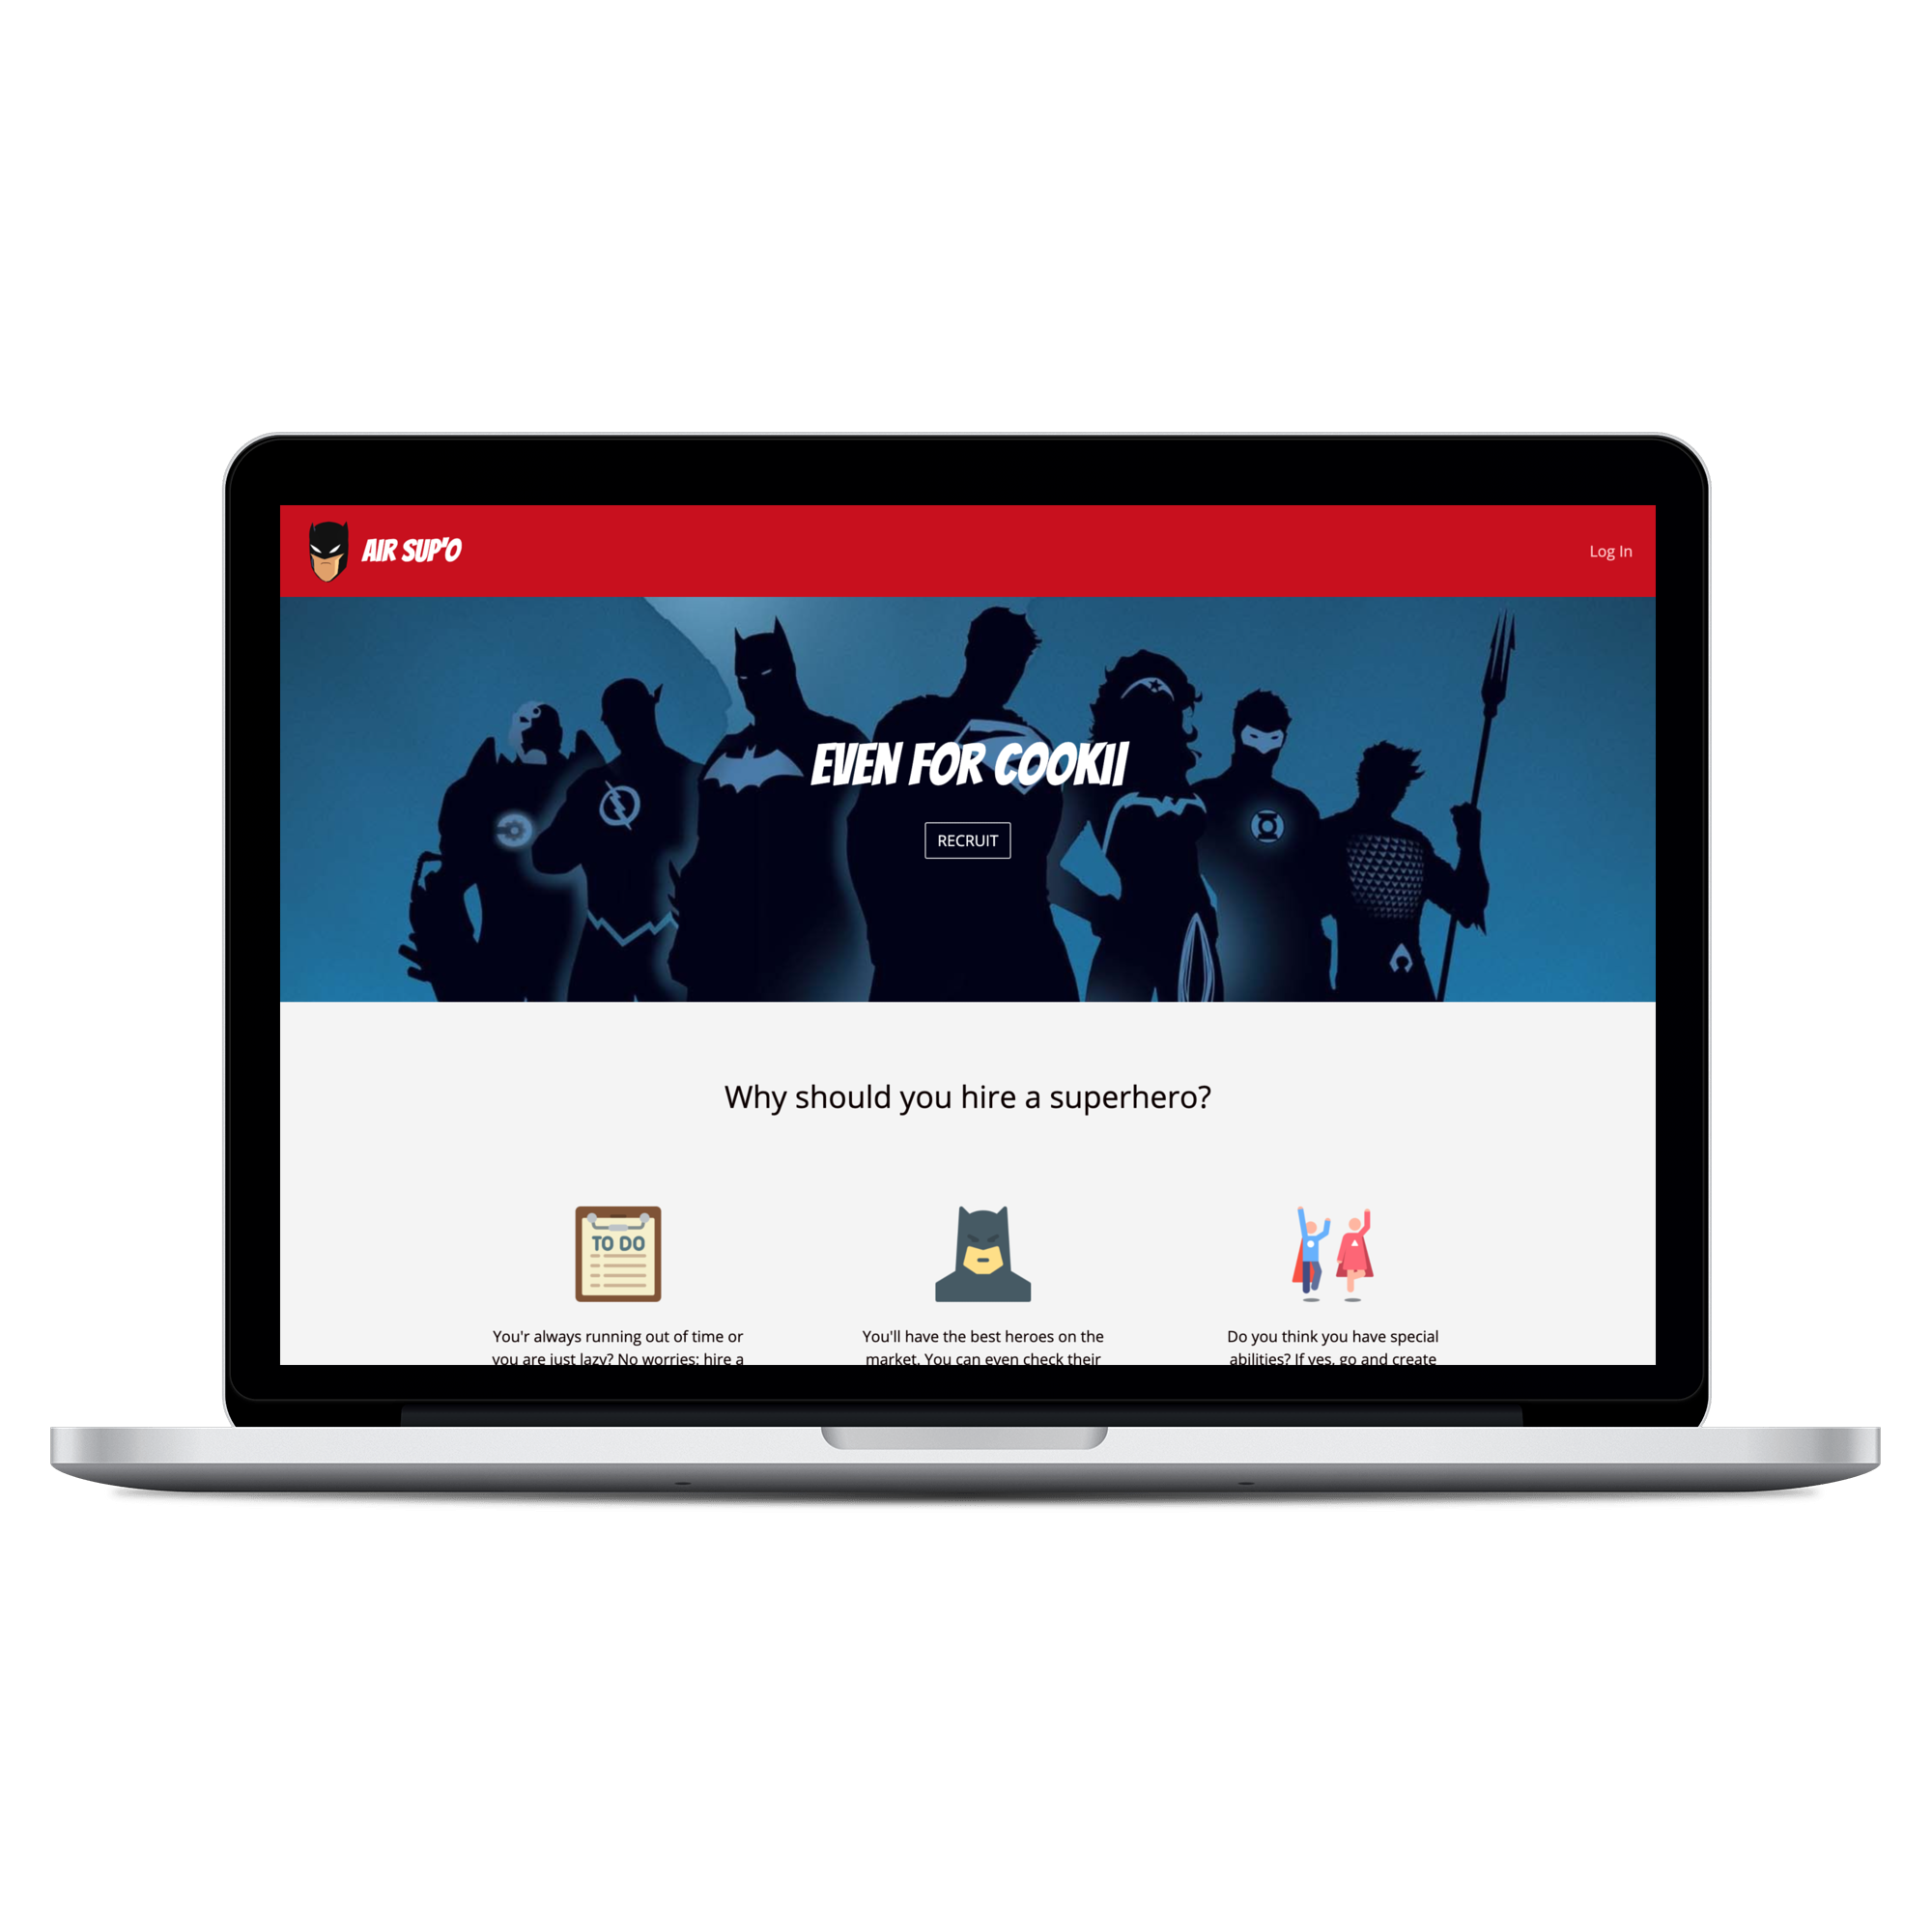 AIR SUP'O
Log In
EVEN FOR COOKII
RECRUIT
Why should you hire a superhero?
TO DO
You'r always running out of time or
you are just lazy? No worries: hire a
You'll have the best heroes on the
market. You can even check their
Do you think you have special
abilities? If yes, go and create